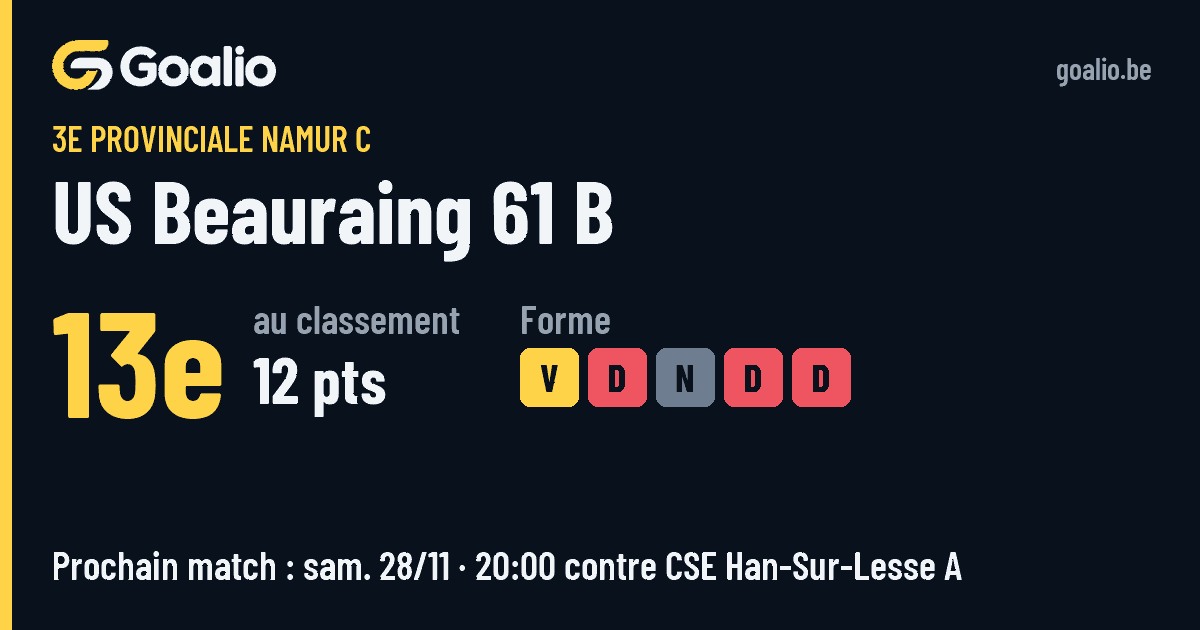 Goalio
goalio.be
3E PROVINCIALE NAMUR C
US Beauraing 61 B
13e
au classement
12 pts
Forme
V D N D D
Prochain match : sam. 28/11 · 20:00 contre CSE Han-Sur-Lesse A